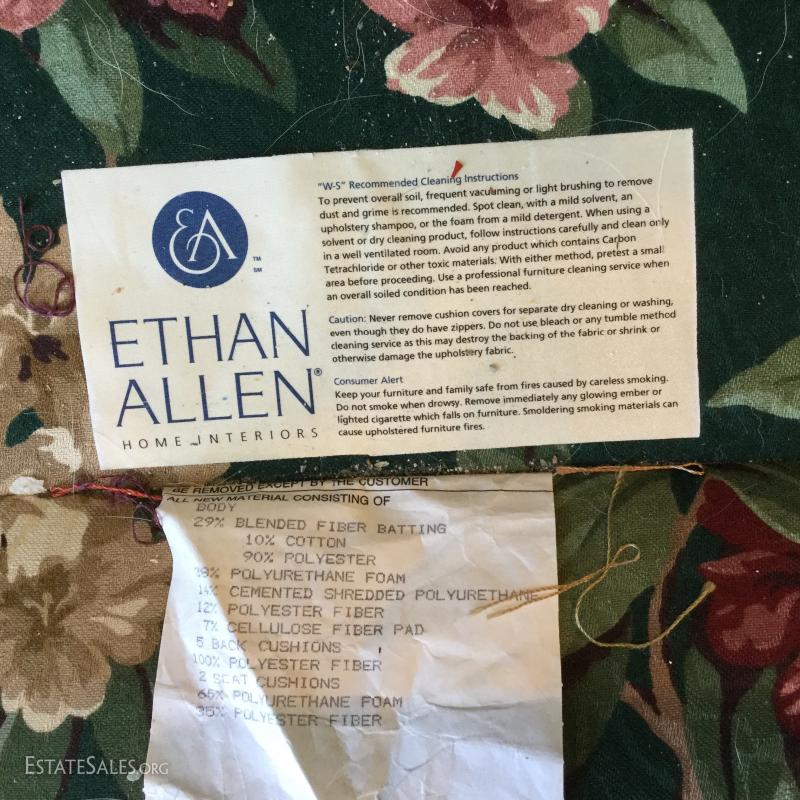 EA
TM
SM
ETHAN
ALLEN®
HOME INTERIORS
"W-S" Recommended Cleaning Instructions
To prevent overall soil, frequent vacuuming or light brushing to remove
dust and grime is recommended. Spot clean, with a mild solvent, an
upholstery shampoo, or the foam from a mild detergent. When using a
solvent or dry cleaning product, follow instructions carefully and clean only
in a well ventilated room. Avoid any product which contains Carbon
Tetrachloride or other toxic materials. With either method, pretest a small
area before proceeding. Use a professional furniture cleaning service when
an overall soiled condition has been reached.
Caution: Never remove cushion covers for separate dry cleaning or washing,
even though they do have zippers. Do not use bleach or any tumble method
cleaning service as this may destroy the backing of the fabric or shrink or
otherwise damage the upholstery fabric.
Consumer Alert
Keep your furniture and family safe from fires caused by careless smoking.
Do not smoke when drowsy. Remove immediately any glowing ember or
lighted cigarette which falls on furniture. Smoldering smoking materials can
cause upholstered furniture fires.
BE REMOVED EXCEPT BY THE CUSTOMER
ALL NEW MATERIAL CONSISTING OF
BODY
29% BLENDED FIBER BATTING
10% COTTON
90% POLYESTER
38% POLYURETHANE FOAM
14% CEMENTED SHREDDED POLYURETHANE
12% POLYESTER FIBER
7% CELLULOSE FIBER PAD
5 BACK CUSHIONS
100% POLYESTER FIBER
2 SEAT CUSHIONS
65% POLYURETHANE FOAM
35% POLYESTER FIBER
ESTATESALES.ORG